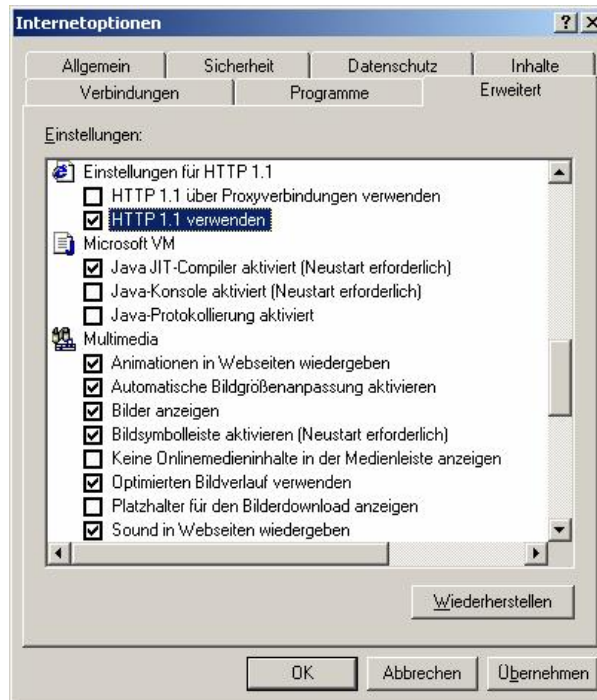 Internetoptionen
Allgemein Sicherheit Datenschutz Inhalte
Verbindungen Programme Erweitert
Einstellungen:
Einstellungen für HTTP 1.1
HTTP 1.1 über Proxyverbindungen verwenden
HTTP 1.1 verwenden
Microsoft VM
Java JIT-Compiler aktiviert (Neustart erforderlich)
Java-Konsole aktiviert (Neustart erforderlich)
Java-Protokollierung aktiviert
Multimedia
Animationen in Webseiten wiedergeben
Automatische Bildgrößenanpassung aktivieren
Bilder anzeigen
Bildsymbolleiste aktivieren (Neustart erforderlich)
Keine Onlinemedieninhalte in der Medienleiste anzeigen
Optimierten Bildverlauf verwenden
Platzhalter für den Bilderdownload anzeigen
Sound in Webseiten wiedergeben
Wiederherstellen
OK Abbrechen Übernehmen